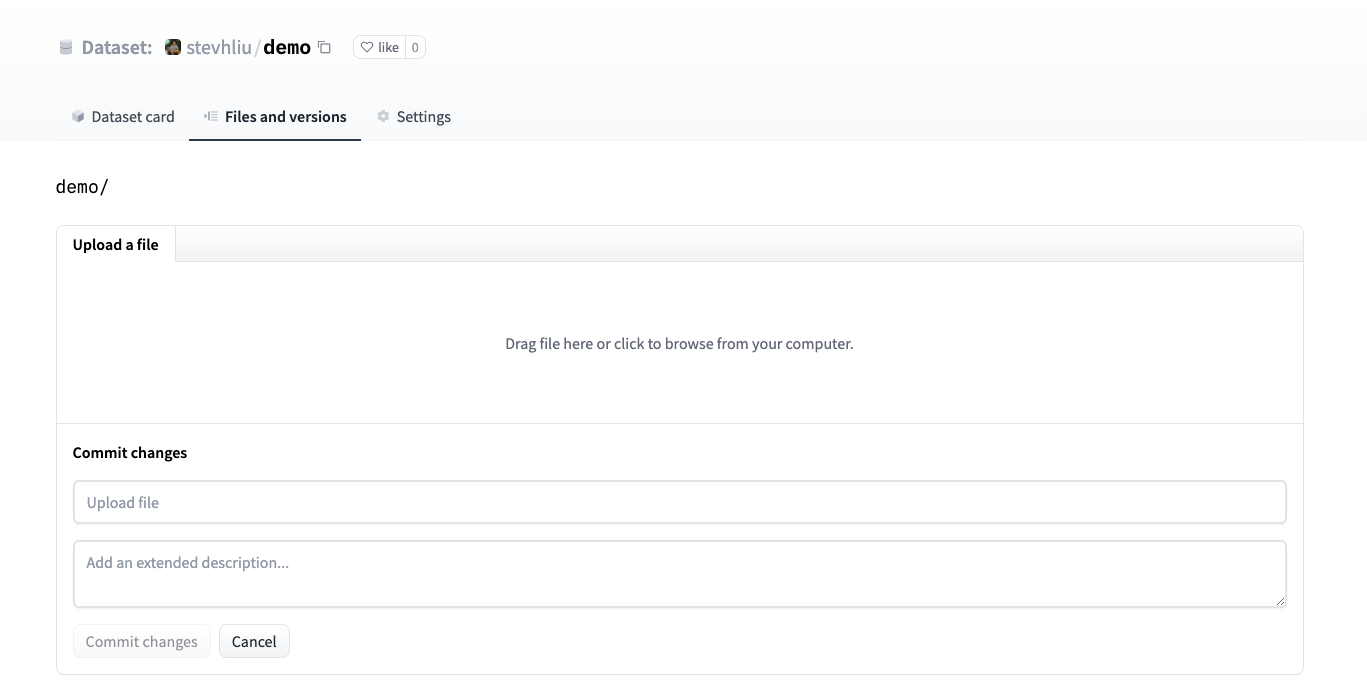 Dataset: stevhliu/demo like 0
Dataset card Files and versions Settings
demo/
Upload a file
Drag file here or click to browse from your computer.
Commit changes
Upload file
Add an extended description...
Commit changes Cancel